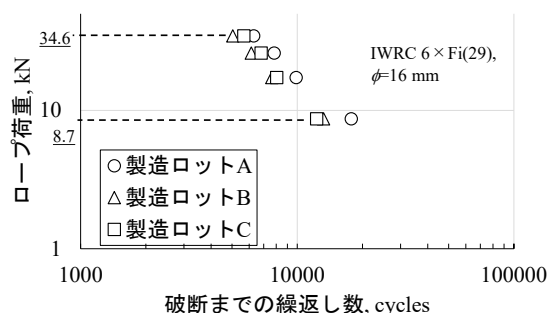 ロープ荷重, kN
34.6
10
8.7
1
IWRC 6×Fi(29),
ϕ=16 mm
製造ロットA
製造ロットB
製造ロットC
1000
10000
100000
破断までの繰返し数, cycles